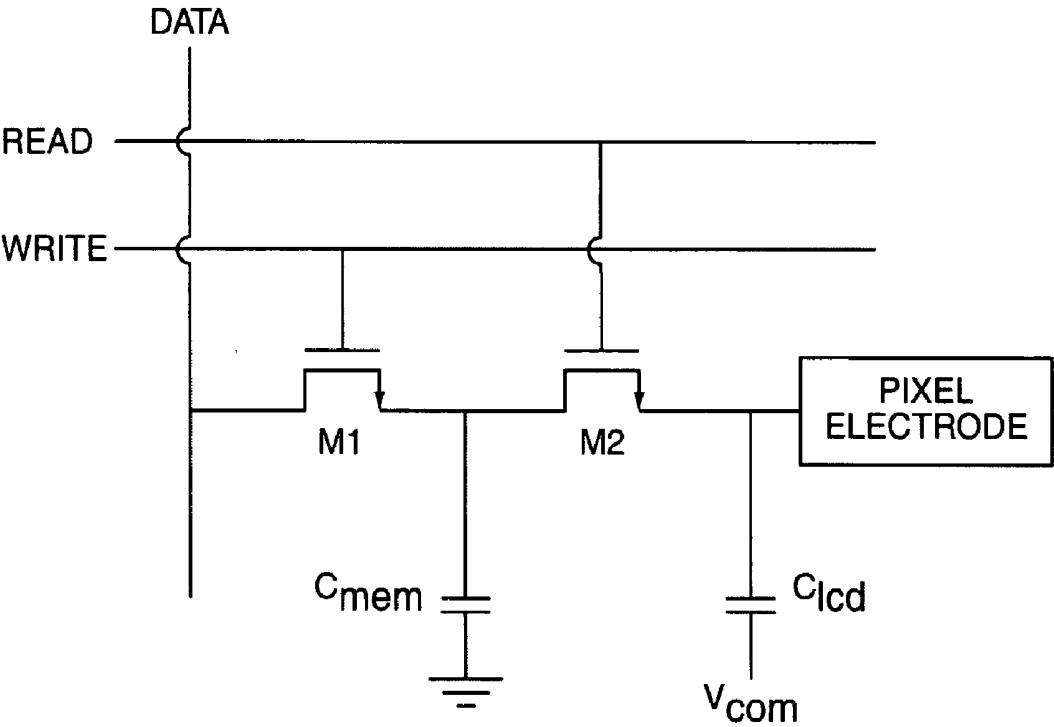 DATA
READ
WRITE
PIXEL
ELECTRODE
M1
M2
Cmem
Clcd
Vcom